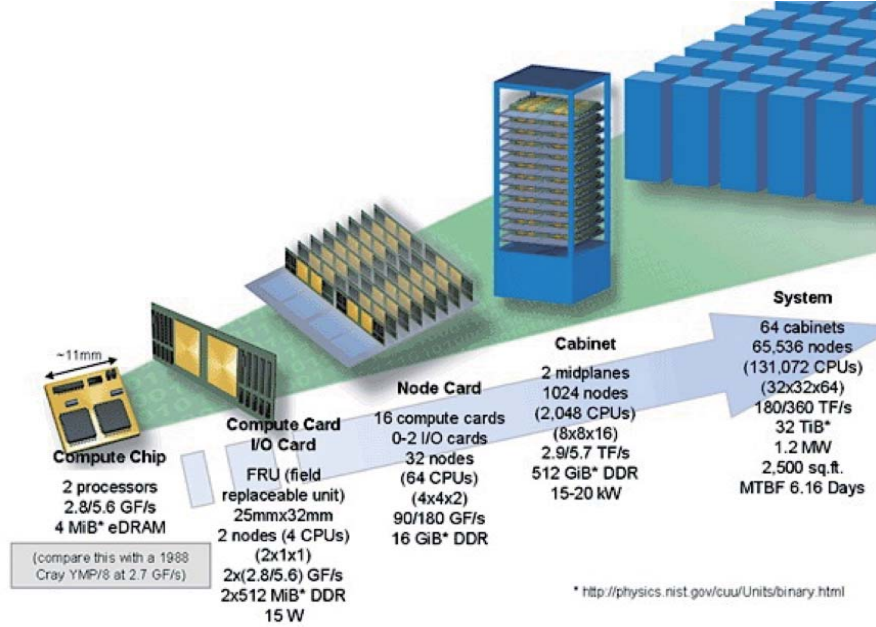 ~11mm
Compute Chip
2 processors
2.8/5.6 GF/s
4 MiB* eDRAM
(compare this with a 1988
Cray YMP/8 at 2.7 GF/s)
Compute Card
I/O Card
FRU (field
replaceable unit)
25mmx32mm
2 nodes (4 CPUs)
(2x1x1)
2x(2.8/5.6) GF/s
2x512 MiB* DDR
15 W
Node Card
16 compute cards
0-2 I/O cards
32 nodes
(64 CPUs)
(4x4x2)
90/180 GF/s
16 GiB* DDR
Cabinet
2 midplanes
1024 nodes
(2,048 CPUs)
(8x8x16)
2.9/5.7 TF/s
512 GiB* DDR
15-20 kW
System
64 cabinets
65,536 nodes
(131,072 CPUs)
(32x32x64)
180/360 TF/s
32 TiB*
1.2 MW
2,500 sq.ft.
MTBF 6.16 Days
* http://physics.nist.gov/cuu/Units/binary.html